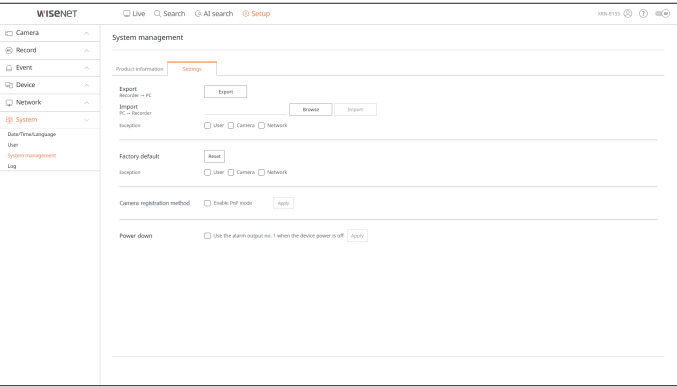 WISENET
Live Search AI search Setup
XRN-815S
Camera
System management
Record
Event
Product information Settings
Device
Export
Recorder → PC
Export
Network
Import
PC → Recorder
Browse Import
System
Exception User Camera Network
Date/Time/Language
User
System management
Factory default Reset
Log
Exception User Camera Network
Camera registration method Enable PnP mode Apply
Power down Use the alarm output no. 1 when the device power is off Apply